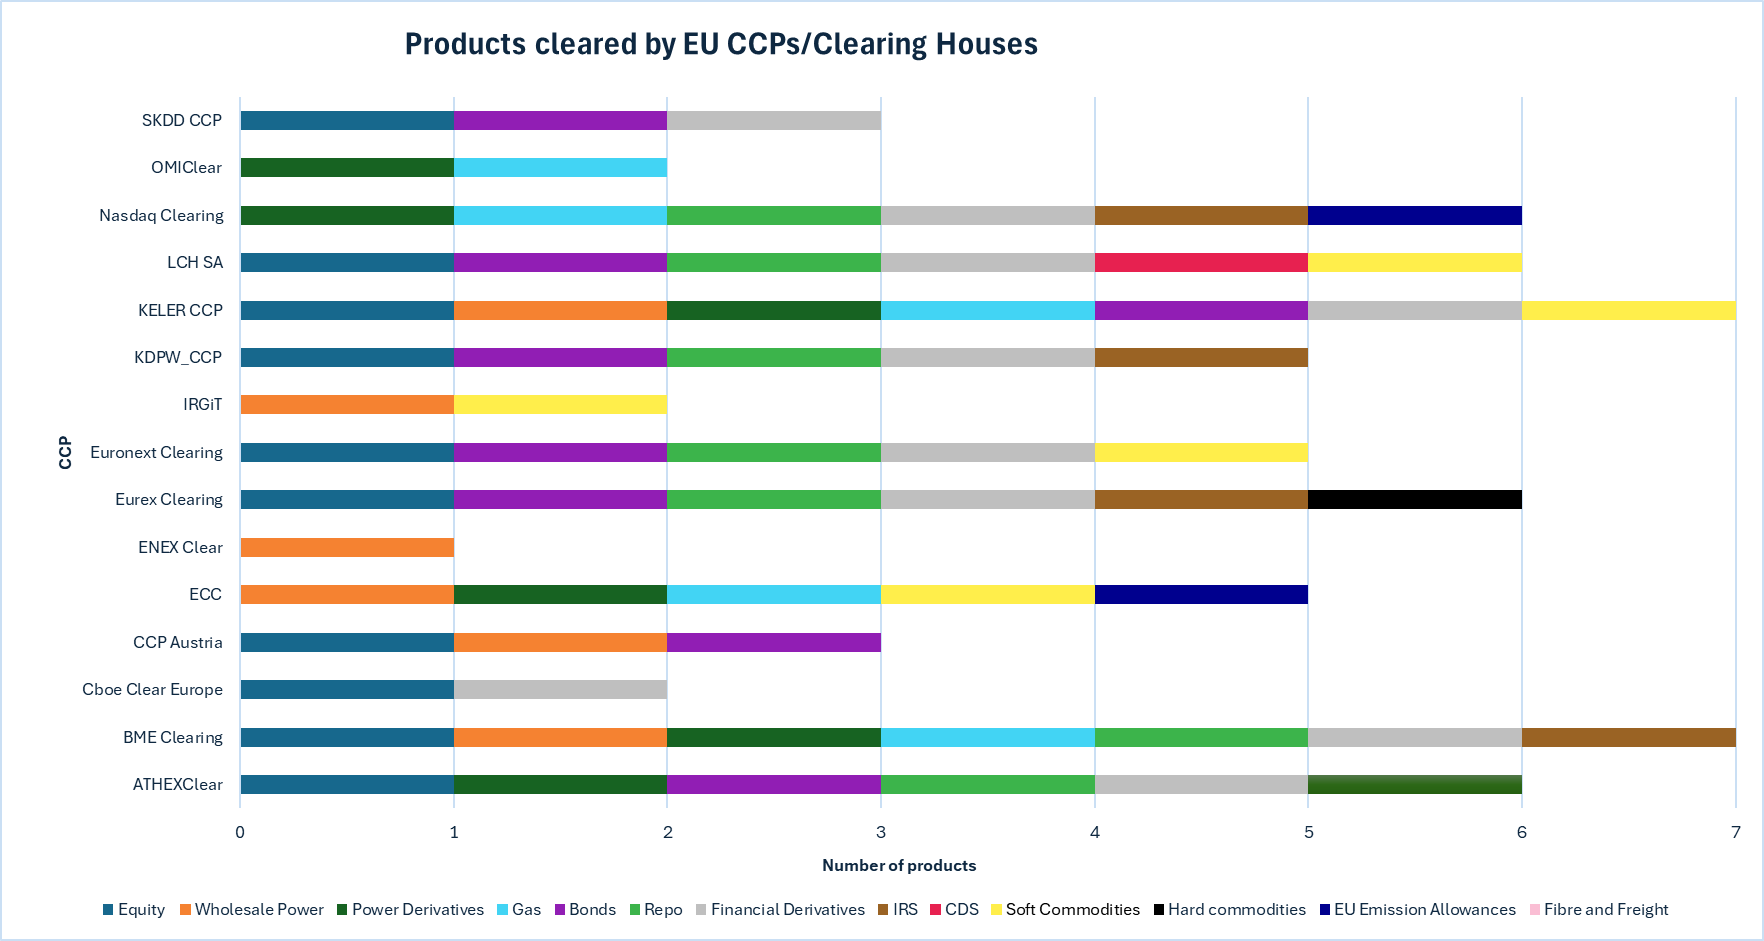 Products cleared by EU CCPs/Clearing Houses
SKDD CCP
OMIClear
Nasdaq Clearing
LCH SA
KELER CCP
KDPW_CCP
IRGiT
Euronext Clearing
Eurex Clearing
ENEX Clear
ECC
CCP Austria
Cboe Clear Europe
BME Clearing
ATHEXClear
CCP
0 1 2 3 4 5 6 7
Number of products
Equity Wholesale Power Power Derivatives Gas Bonds Repo Financial Derivatives IRS CDS Soft Commodities Hard commodities EU Emission Allowances Fibre and Freight